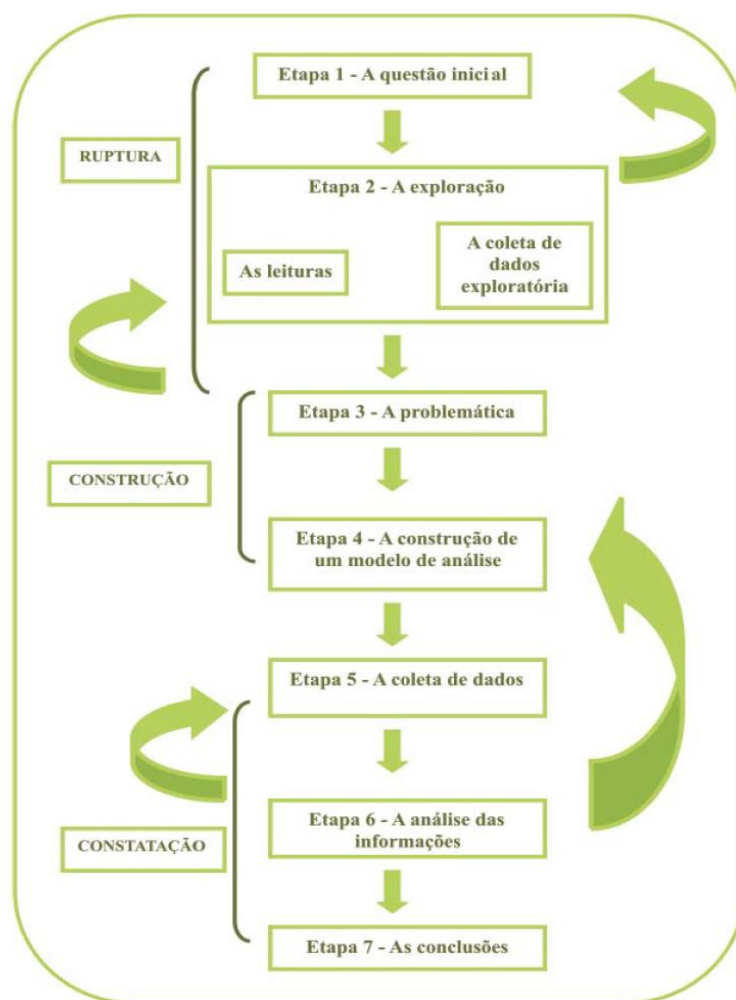 Etapa 1 - A questão inicial
RUPTURA
Etapa 2 - A exploração
As leituras
A coleta de
dados
exploratória
Etapa 3 - A problemática
CONSTRUÇÃO
Etapa 4 - A construção de
um modelo de análise
Etapa 5 - A coleta de dados
Etapa 6 - A análise das
informações
CONSTATAÇÃO
Etapa 7 - As conclusões